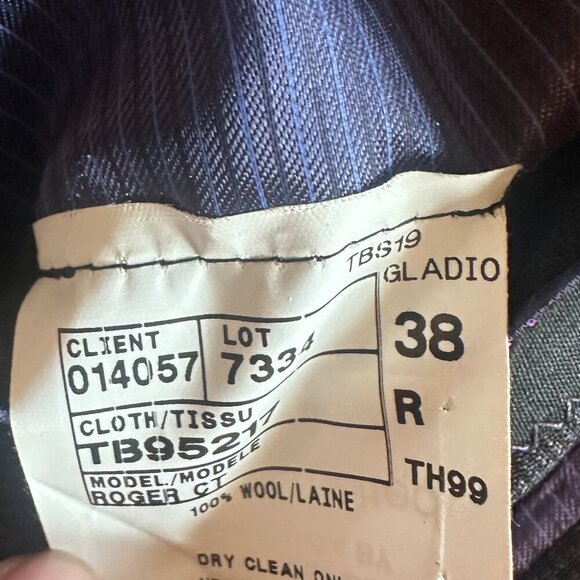 TBS19
GLADIO
CLIENT LOT 38
014057 7334
CLOTH/TISSU R
TB95217
MODEL./MODELE TH99
ROGER CT
100% WOOL/LAINE
DRY CLEAN